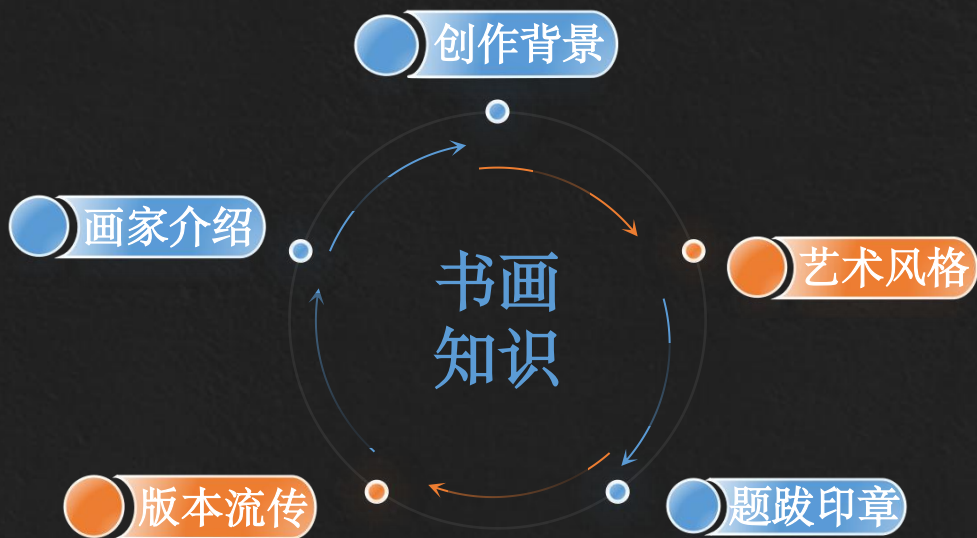 创作背景
画家介绍
艺术风格
书画
知识
版本流传
题跋印章